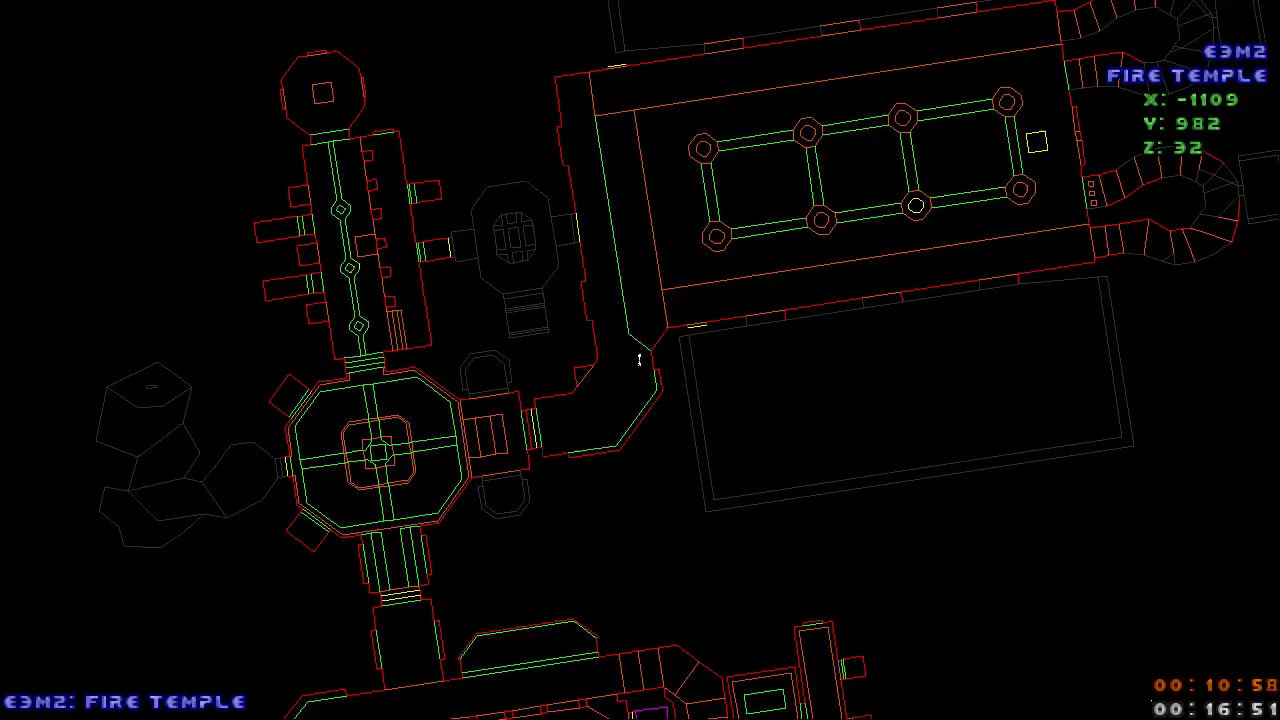 E3M2
FIRE TEMPLE
X: -1109
Y: 982
Z: 32
E3M2: FIRE TEMPLE
00:10:58
00:16:51